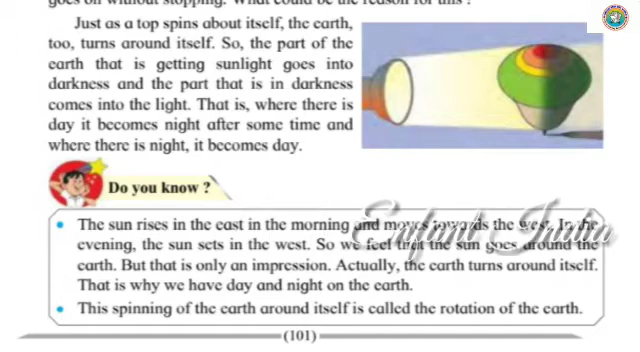 goes on without stopping. What could be the reason for this ?
Just as a top spins about itself, the earth,
too, turns around itself. So, the part of the
earth that is getting sunlight goes into
darkness and the part that is in darkness
comes into the light. That is, where there is
day it becomes night after some time and
where there is night, it becomes day.
Do you know ?
• The sun rises in the east in the morning and moves towards the west. In the
evening, the sun sets in the west. So we feel that the sun goes around the
earth. But that is only an impression. Actually, the earth turns around itself.
That is why we have day and night on the earth.
• This spinning of the earth around itself is called the rotation of the earth.
(101)
India